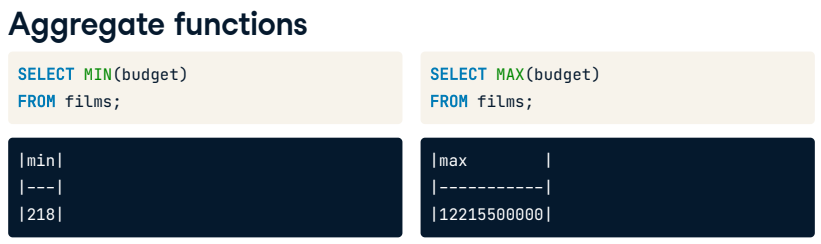 Aggregate functions
SELECT MIN(budget)
FROM films;
|min|
|---|
|218|
SELECT MAX(budget)
FROM films;
|max        |
|-----------|
|12215500000|